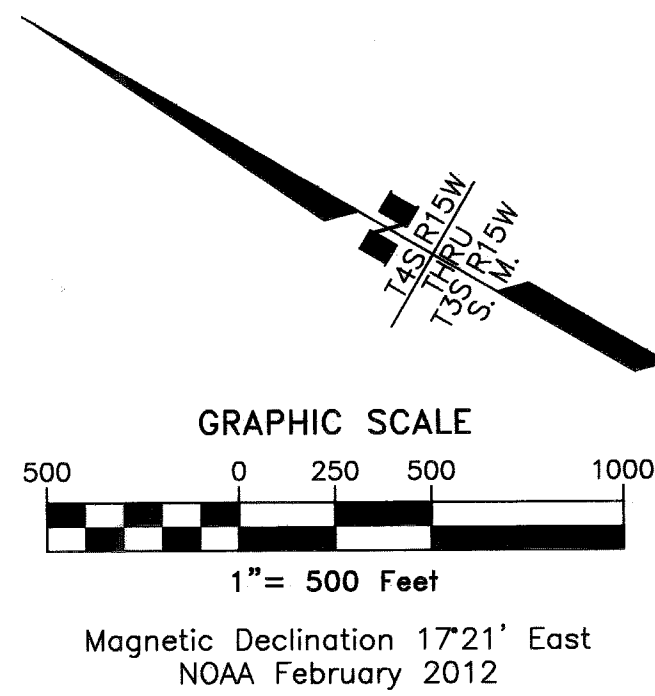 N
T4S R15W
THRU
T3S R15W
S. M.
GRAPHIC SCALE
500 0 250 500 1000
1"= 500 Feet
Magnetic Declination 17°21' East
NOAA February 2012